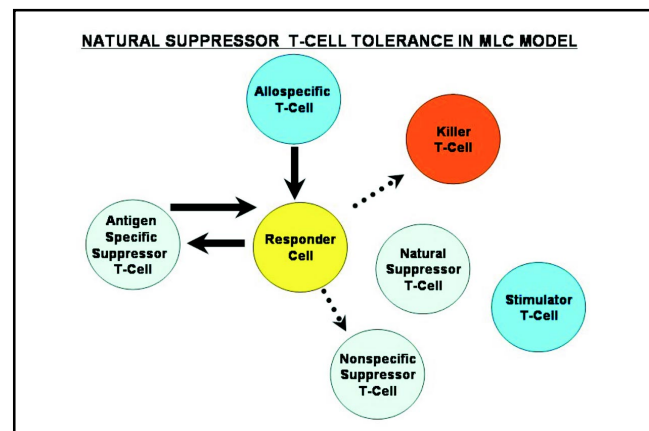 NATURAL SUPPRESSOR T-CELL TOLERANCE IN MLC MODEL
Allospecific
T-Cell
Killer
T-Cell
Antigen
Specific
Suppressor
T-Cell
Responder
Cell
Natural
Suppressor
T-Cell
Stimulator
T-Cell
Nonspecific
Suppressor
T-Cell